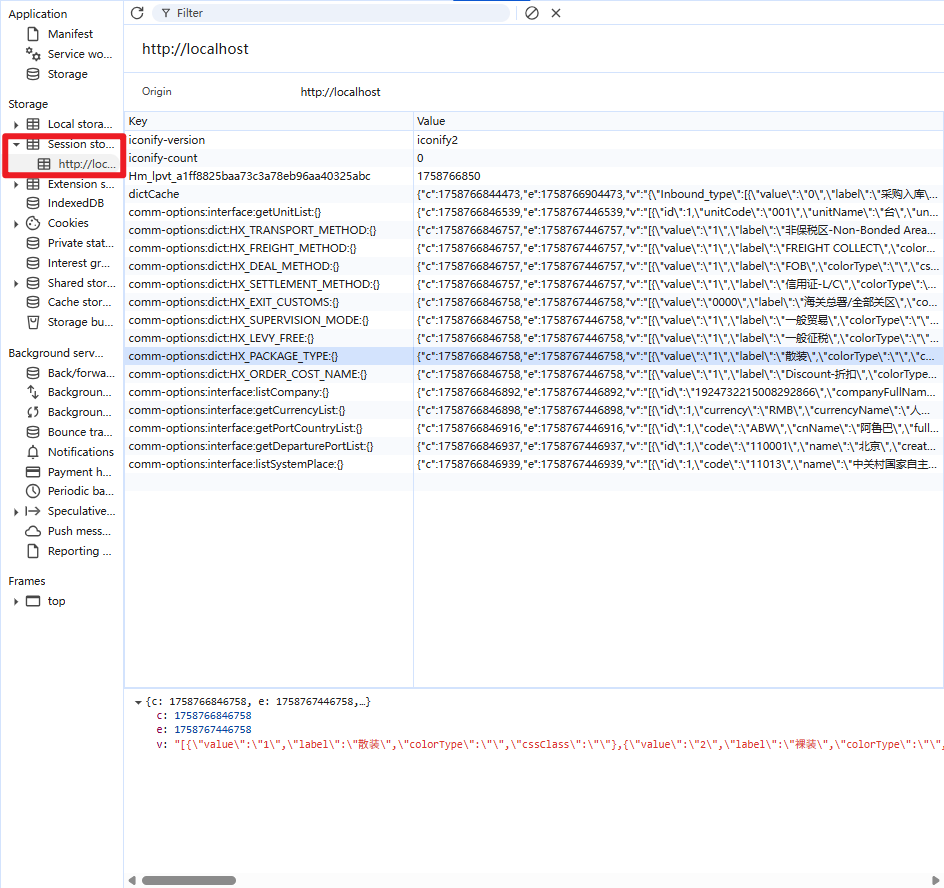 Application
Manifest
Service wo...
Storage
Storage
Local stora...
Session sto...
http://loc...
Extension s...
IndexedDB
Cookies
Private stat...
Interest gr...
Shared stor...
Cache stor...
Storage bu...
Background serv...
Back/forwa...
Backgroun...
Backgroun...
Bounce tra...
Notifications
Payment h...
Periodic ba...
Speculative...
Push mess...
Reporting ...
Frames
top
Filter
http://localhost
Origin http://localhost
Key Value
iconify-version iconify2
iconify-count 0
Hm_lpvt_a1ff8825baa73c3a78eb96aa40325abc 1758766850
dictCache {"c":1758766844473,"e":1758766904473,"v":"{\"Inbound_type\":[{\"value\":\"0\",\"label\":\"采购入库\...
comm-options:interface:getUnitList:{} {"c":1758766846539,"e":1758767446539,"v":"[{\"id\":1,\"unitCode\":\"001\",\"unitName\":\"台\",\"un...
comm-options:dict:HX_TRANSPORT_METHOD:{} {"c":1758766846757,"e":1758767446757,"v":"[{\"value\":\"1\",\"label\":\"非保税区-Non-Bonded Area...
comm-options:dict:HX_FREIGHT_METHOD:{} {"c":1758766846757,"e":1758767446757,"v":"[{\"value\":\"1\",\"label\":\"FREIGHT COLLECT\",\"color...
comm-options:dict:HX_DEAL_METHOD:{} {"c":1758766846757,"e":1758767446757,"v":"[{\"value\":\"1\",\"label\":\"FOB\",\"colorType\":\"\",\"cs...
comm-options:dict:HX_SETTLEMENT_METHOD:{} {"c":1758766846757,"e":1758767446757,"v":"[{\"value\":\"1\",\"label\":\"信用证-L/C\",\"colorType\":\...
comm-options:dict:HX_EXIT_CUSTOMS:{} {"c":1758766846758,"e":1758767446758,"v":"[{\"value\":\"0000\",\"label\":\"海关总署/全部关区\",\"co...
comm-options:dict:HX_SUPERVISION_MODE:{} {"c":1758766846758,"e":1758767446758,"v":"[{\"value\":\"1\",\"label\":\"一般贸易\",\"colorType\":\"\"...
comm-options:dict:HX_LEVY_FREE:{} {"c":1758766846758,"e":1758767446758,"v":"[{\"value\":\"1\",\"label\":\"一般征税\",\"colorType\":\"\"...
comm-options:dict:HX_PACKAGE_TYPE:{} {"c":1758766846758,"e":1758767446758,"v":"[{\"value\":\"1\",\"label\":\"散装\",\"colorType\":\"\",\"c...
comm-options:dict:HX_ORDER_COST_NAME:{} {"c":1758766846758,"e":1758767446758,"v":"[{\"value\":\"1\",\"label\":\"Discount-折扣\",\"colorType...
comm-options:interface:listCompany:{} {"c":1758766846892,"e":1758767446892,"v":"[{\"id\":\"1924732215008292866\",\"companyFullNam...
comm-options:interface:getCurrencyList:{} {"c":1758766846898,"e":1758767446898,"v":"[{\"id\":1,\"currency\":\"RMB\",\"currencyName\":\"人...
comm-options:interface:getPortCountryList:{} {"c":1758766846916,"e":1758767446916,"v":"[{\"id\":1,\"code\":\"ABW\",\"cnName\":\"阿鲁巴\",\"full...
comm-options:interface:getDeparturePortList:{} {"c":1758766846937,"e":1758767446937,"v":"[{\"id\":1,\"code\":\"110001\",\"name\":\"北京\",\"creat...
comm-options:interface:listSystemPlace:{} {"c":1758766846939,"e":1758767446939,"v":"[{\"id\":1,\"code\":\"11013\",\"name\":\"中关村国家自主...
{c: 1758766846758, e: 1758767446758,…}
c: 1758766846758
e: 1758767446758
v: "[{\"value\":\"1\",\"label\":\"散装\",\"colorType\":\"\",\"cssClass\":\"\"},{\"value\":\"2\",\"label\":\"裸装\",\"colorType\":\"\",